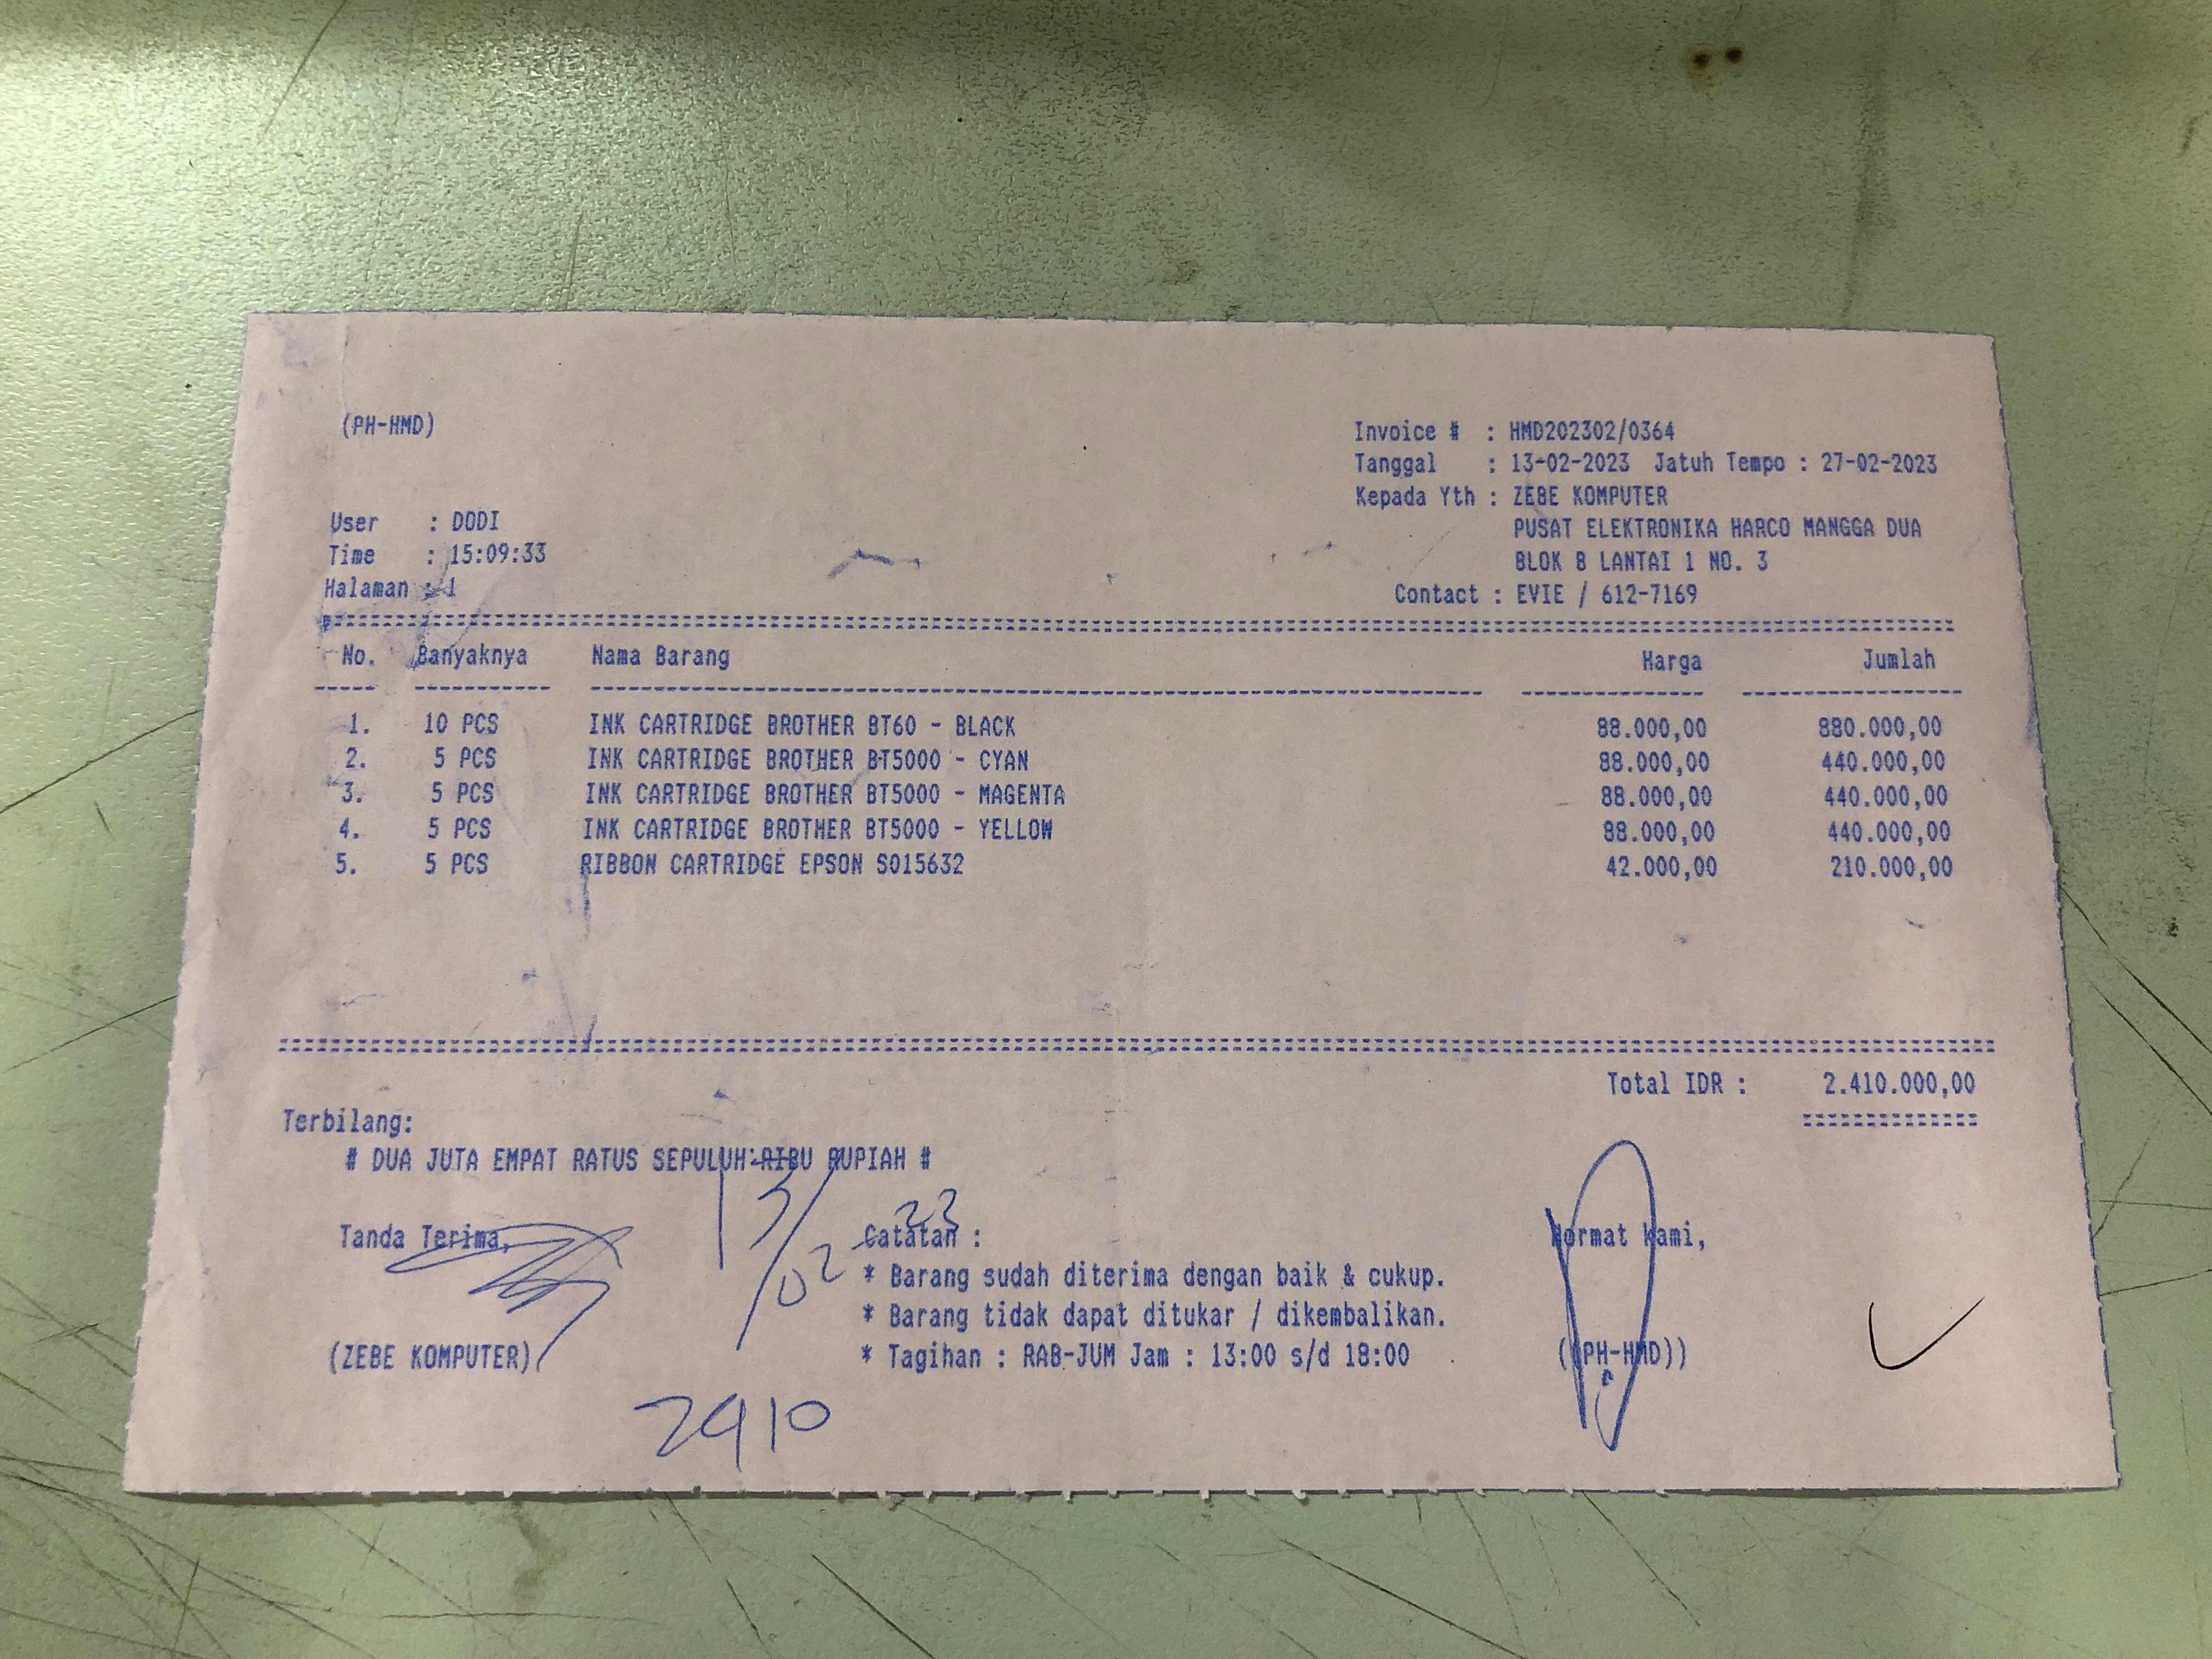 (PH-HMD)
Invoice # : HMD202302/0364
Tanggal : 13-02-2023 Jatuh Tempo : 27-02-2023
Kepada Yth : ZEBE KOMPUTER
User : DODI
PUSAT ELEKTRONIKA HARCO MANGGA DUA
Time : 15:09:33
BLOK B LANTAI 1 NO. 3
Halaman : 1
Contact : EVIE / 612-7169
No. Banyaknya Nama Barang Harga Jumlah
1. 10 PCS INK CARTRIDGE BROTHER BT60 - BLACK 88.000,00 880.000,00
2. 5 PCS INK CARTRIDGE BROTHER BT5000 - CYAN 88.000,00 440.000,00
3. 5 PCS INK CARTRIDGE BROTHER BT5000 - MAGENTA 88.000,00 440.000,00
4. 5 PCS INK CARTRIDGE BROTHER BT5000 - YELLOW 88.000,00 440.000,00
5. 5 PCS RIBBON CARTRIDGE EPSON S015632 42.000,00 210.000,00
Total IDR : 2.410.000,00
Terbilang:
# DUA JUTA EMPAT RATUS SEPULUH RIBU RUPIAH #
13/02 23
Tanda Terima,
Catatan :
Hormat Kami,
* Barang sudah diterima dengan baik & cukup.
* Barang tidak dapat ditukar / dikembalikan.
(ZEBE KOMPUTER)
* Tagihan : RAB-JUM Jam : 13:00 s/d 18:00
((PH-HMD))
2410